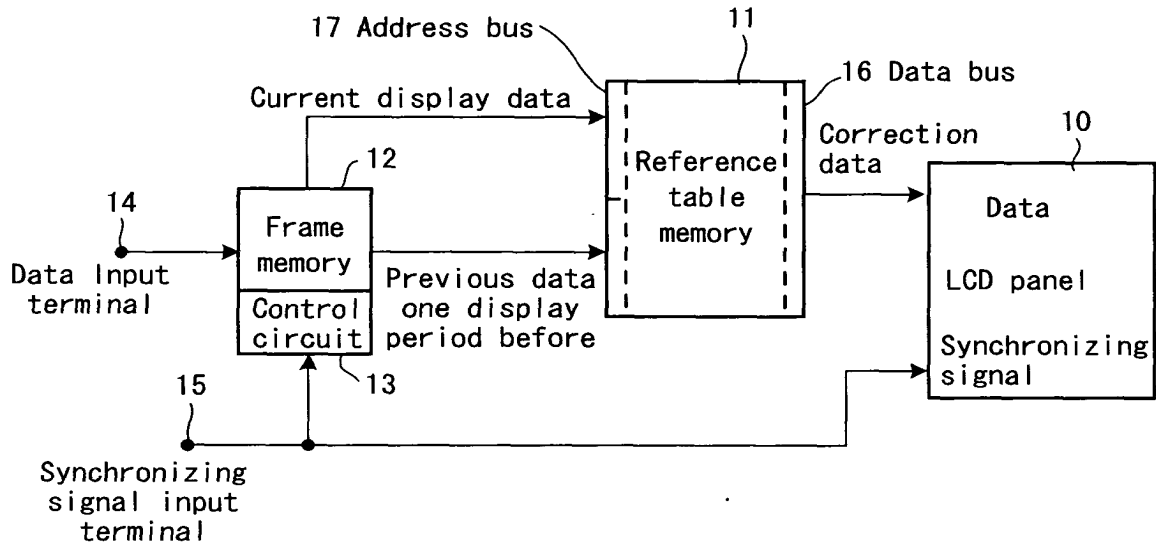 17 Address bus
11
16 Data bus
Current display data
Correction
data
10
12
14
Frame
memory
Reference
table
memory
Data
Data Input
terminal
Previous data
one display
period before
LCD panel
Control
circuit
13
Synchronizing
signal
15
Synchronizing
signal input
terminal